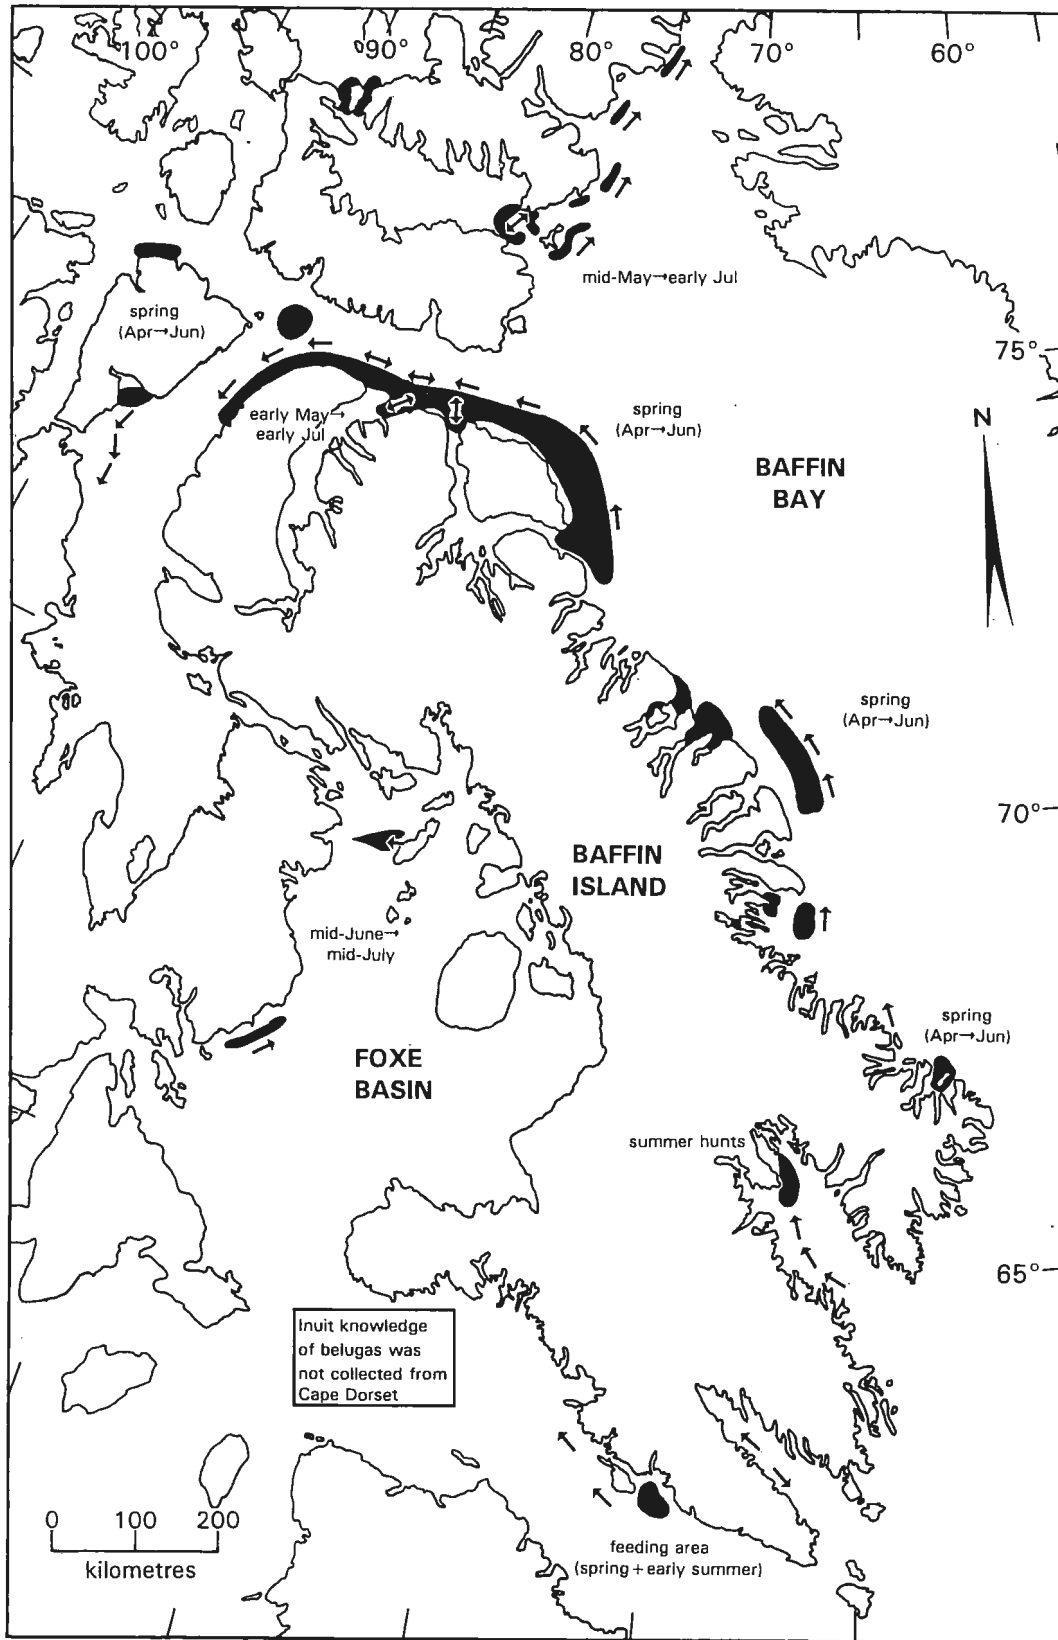 100°
90°
80°
70°
60°
mid-May→early Jul
spring
(Apr→Jun)
75°
early May→
early Jul
spring
(Apr→Jun)
N
BAFFIN
BAY
spring
(Apr→Jun)
70°
BAFFIN
ISLAND
mid-June→
mid-July
spring
(Apr→Jun)
FOXE
BASIN
summer hunts
65°
Inuit knowledge
of belugas was
not collected from
Cape Dorset
0 100 200
kilometres
feeding area
(spring + early summer)